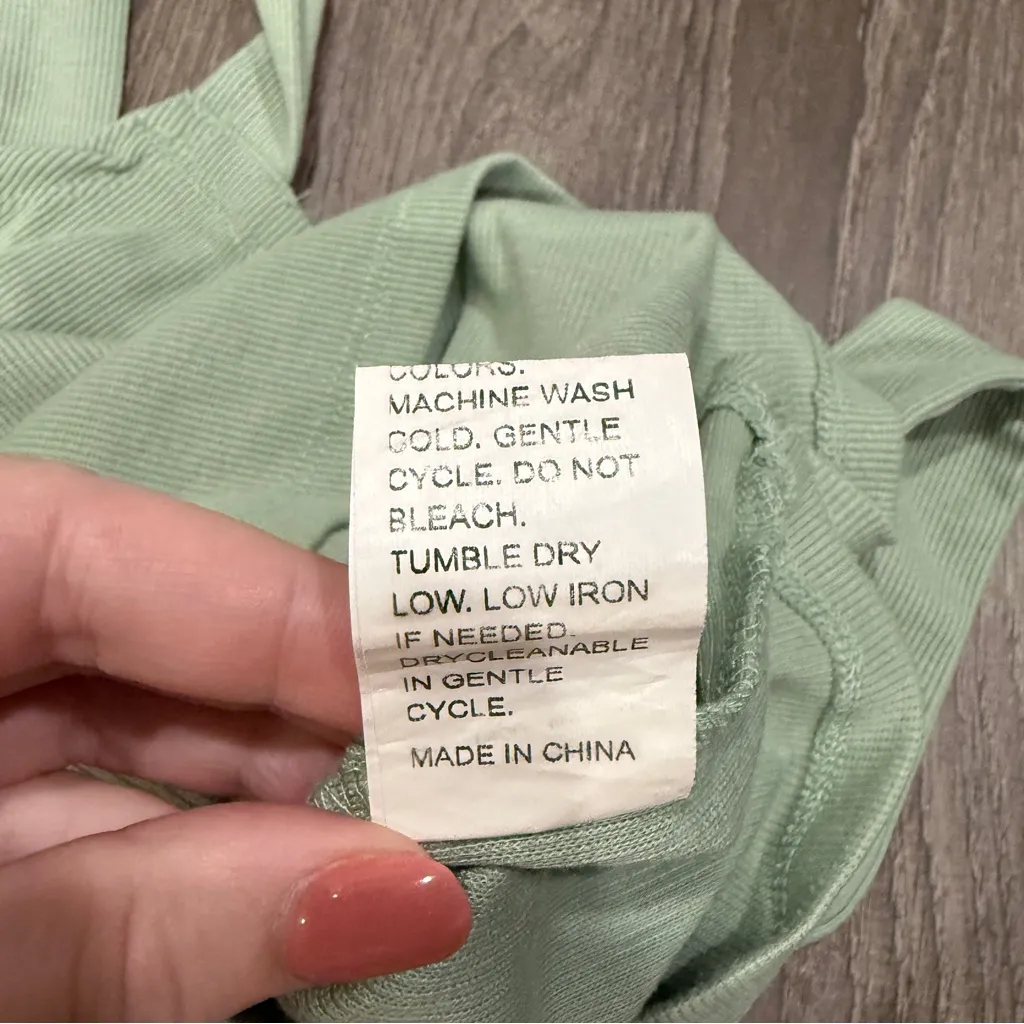 COLORS.
MACHINE WASH
COLD. GENTLE
CYCLE. DO NOT
BLEACH.
TUMBLE DRY
LOW. LOW IRON
IF NEEDED.
DRYCLEANABLE
IN GENTLE
CYCLE.
MADE IN CHINA